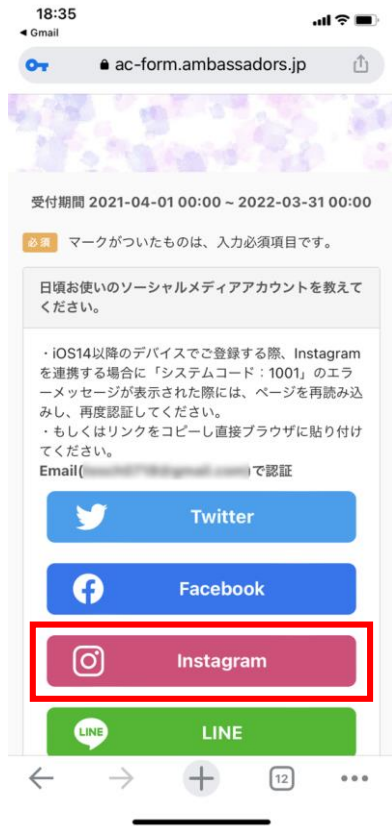 18:35
◀ Gmail
ac-form.ambassadors.jp
受付期間 2021-04-01 00:00 ~ 2022-03-31 00:00
必須 マークがついたものは、入力必須項目です。
日頃お使いのソーシャルメディアアカウントを教えて
ください。
・iOS14以降のデバイスでご登録する際、Instagram
を連携する場合に「システムコード：1001」のエラ
ーメッセージが表示された際には、ページを再読み込
みし、再度認証してください。
・もしくはリンクをコピーし直接ブラウザに貼り付け
てください。
Email( )で認証
Twitter
Facebook
Instagram
LINE LINE
12